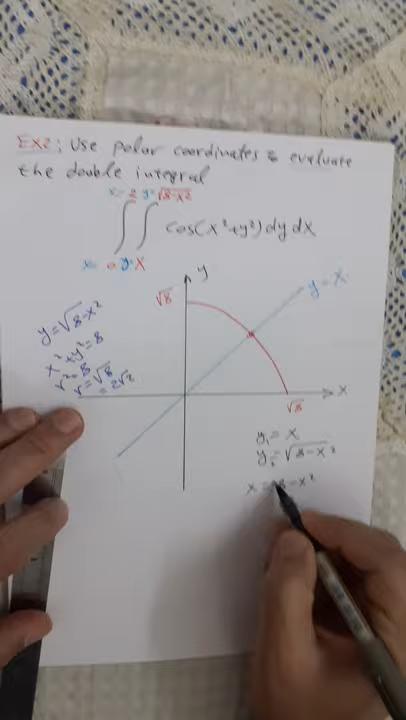 EX2: Use polar coordinates to evaluate
the double integral
x=2 y=√8-x²
∫∫ cos(x²+y²)dy dx
x=0 y=x
y
√8
y=x
y=√8-x²
x²+y²=8
r²=8
r=√8
=2√2
x
√8
y₁=x
y₂=√8-x²
-x²